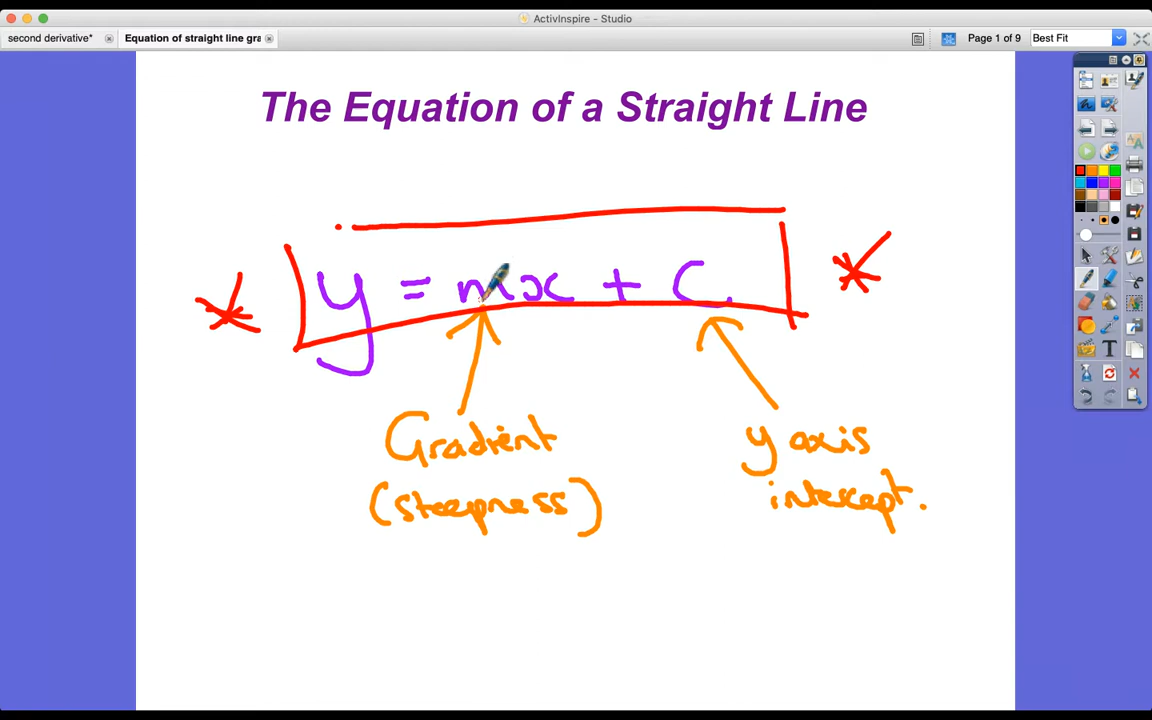 ActivInspire - Studio
second derivative*
Equation of straight line gra
Page 1 of 9
Best Fit
The Equation of a Straight Line
y = mx + c
Gradient
(steepness)
y axis
intercept.